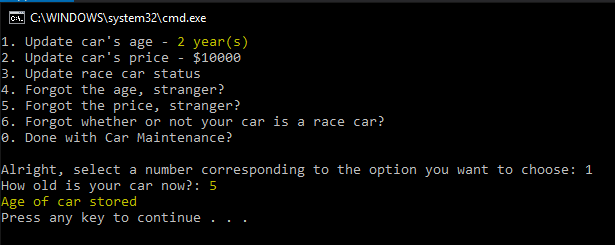 C:\WINDOWS\system32\cmd.exe
1. Update car's age - 2 year(s)
2. Update car's price - $10000
3. Update race car status
4. Forgot the age, stranger?
5. Forgot the price, stranger?
6. Forgot whether or not your car is a race car?
0. Done with Car Maintenance?
Alright, select a number corresponding to the option you want to choose: 1
How old is your car now?: 5
Age of car stored
Press any key to continue . . .